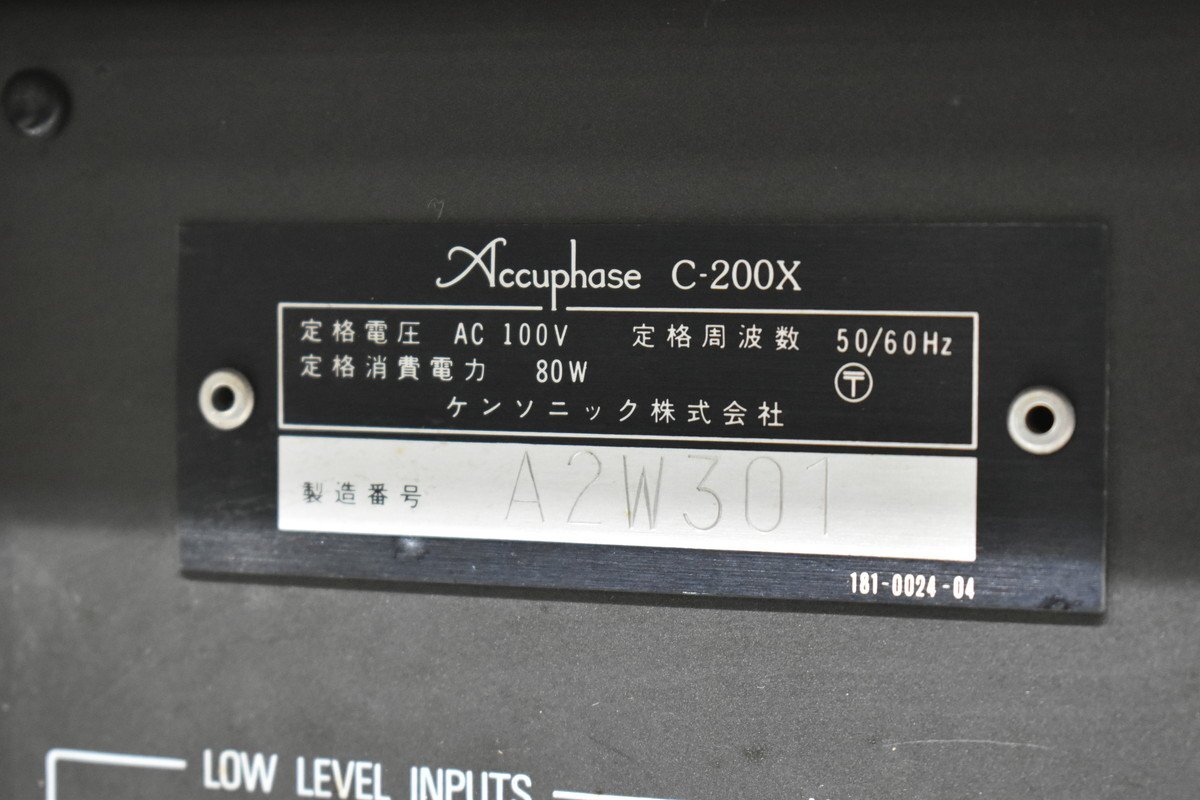 Accuphase C-200X
定格電圧 AC 100V 定格周波数 50/60Hz
定格消費電力 80W 〶
ケンソニック株式会社
製造番号 A2W301
181-0024-04
LOW LEVEL INPUTS